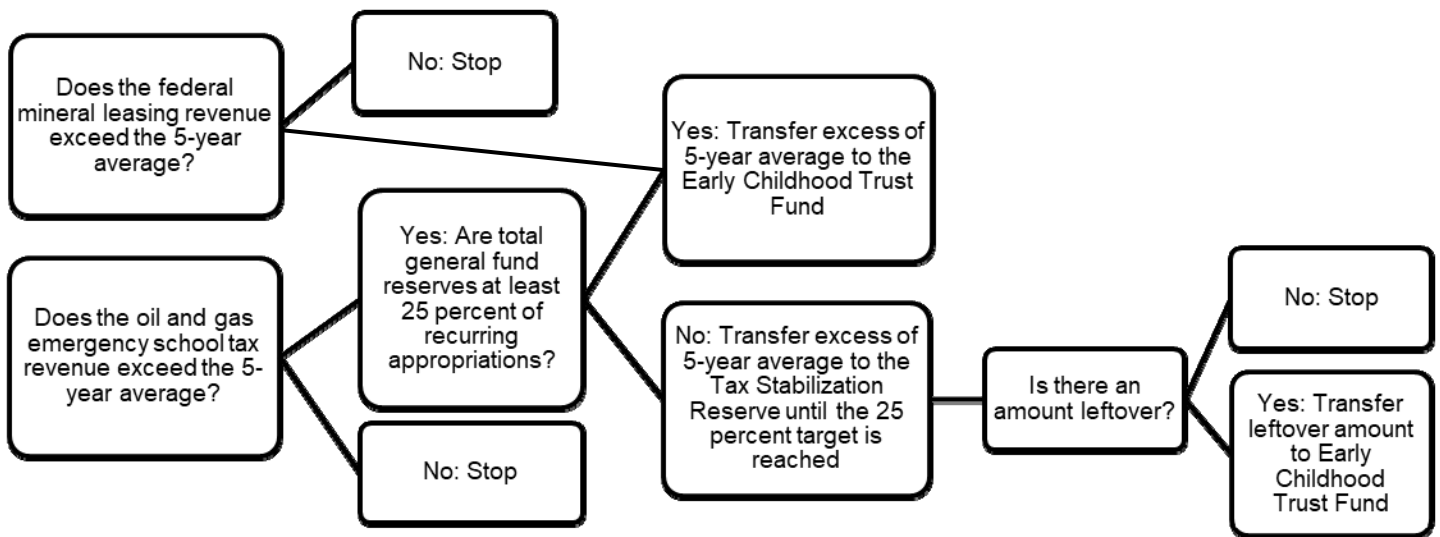 Does the federal
mineral leasing revenue
exceed the 5-year
average?
No: Stop
Yes: Transfer excess of
5-year average to the
Early Childhood Trust
Fund
Does the oil and gas
emergency school tax
revenue exceed the 5-
year average?
Yes: Are total
general fund
reserves at least
25 percent of
recurring
appropriations?
No: Stop
No: Transfer excess of
5-year average to the
Tax Stabilization
Reserve until the 25
percent target is
reached
Is there an
amount leftover?
No: Stop
Yes: Transfer
leftover amount
to Early
Childhood
Trust Fund